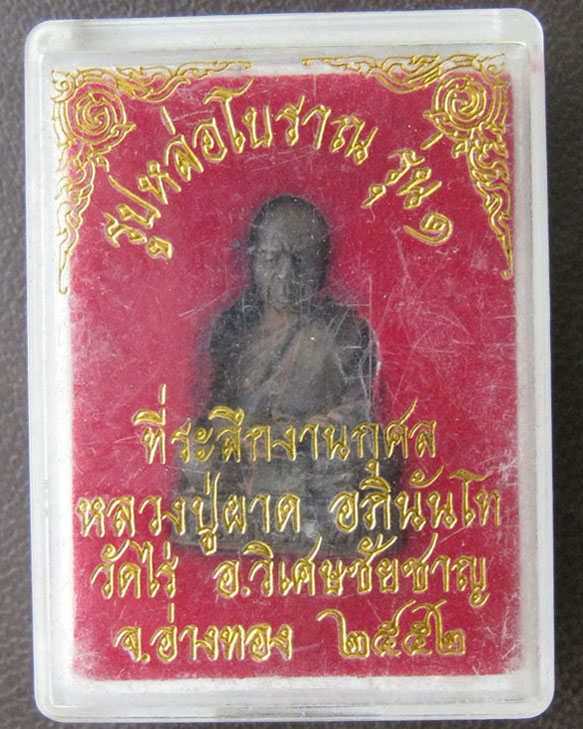 รูปหล่อโบราณ รุ่น ๑
ที่ระลึกงานกุศล
หลวงปู่ผาด อภินันโท
วัดไร่ อ.วิเศษชัยชาญ
จ.อ่างทอง ๒๕๕๒